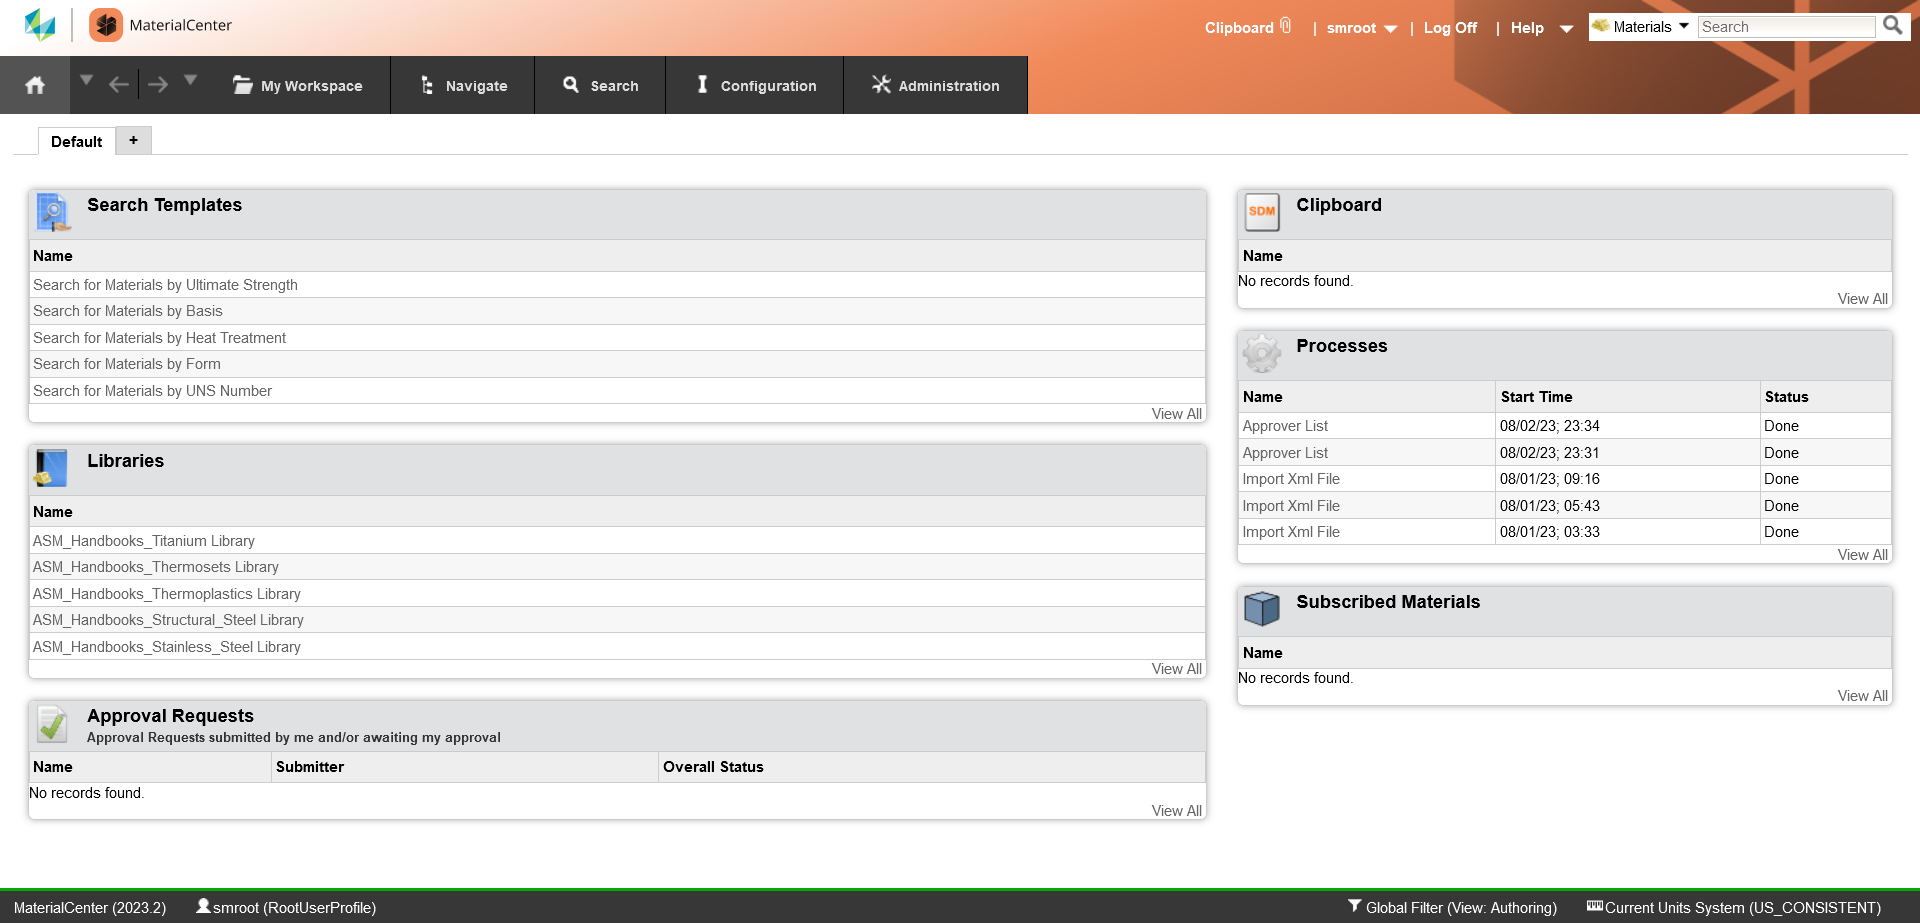 MaterialCenter
Clipboard | smroot | Log Off | Help
Materials Search
My Workspace Navigate Search Configuration Administration
Default +
Search Templates
Name
Search for Materials by Ultimate Strength
Search for Materials by Basis
Search for Materials by Heat Treatment
Search for Materials by Form
Search for Materials by UNS Number
View All
Libraries
Name
ASM_Handbooks_Titanium Library
ASM_Handbooks_Thermosets Library
ASM_Handbooks_Thermoplastics Library
ASM_Handbooks_Structural_Steel Library
ASM_Handbooks_Stainless_Steel Library
View All
Approval Requests
Approval Requests submitted by me and/or awaiting my approval
Name Submitter Overall Status
No records found.
View All
SDM Clipboard
Name
No records found.
View All
Processes
Name Start Time Status
Approver List 08/02/23; 23:34 Done
Approver List 08/02/23; 23:31 Done
Import Xml File 08/01/23; 09:16 Done
Import Xml File 08/01/23; 05:43 Done
Import Xml File 08/01/23; 03:33 Done
View All
Subscribed Materials
Name
No records found.
View All
MaterialCenter (2023.2) smroot (RootUserProfile) Global Filter (View: Authoring) Current Units System (US_CONSISTENT)